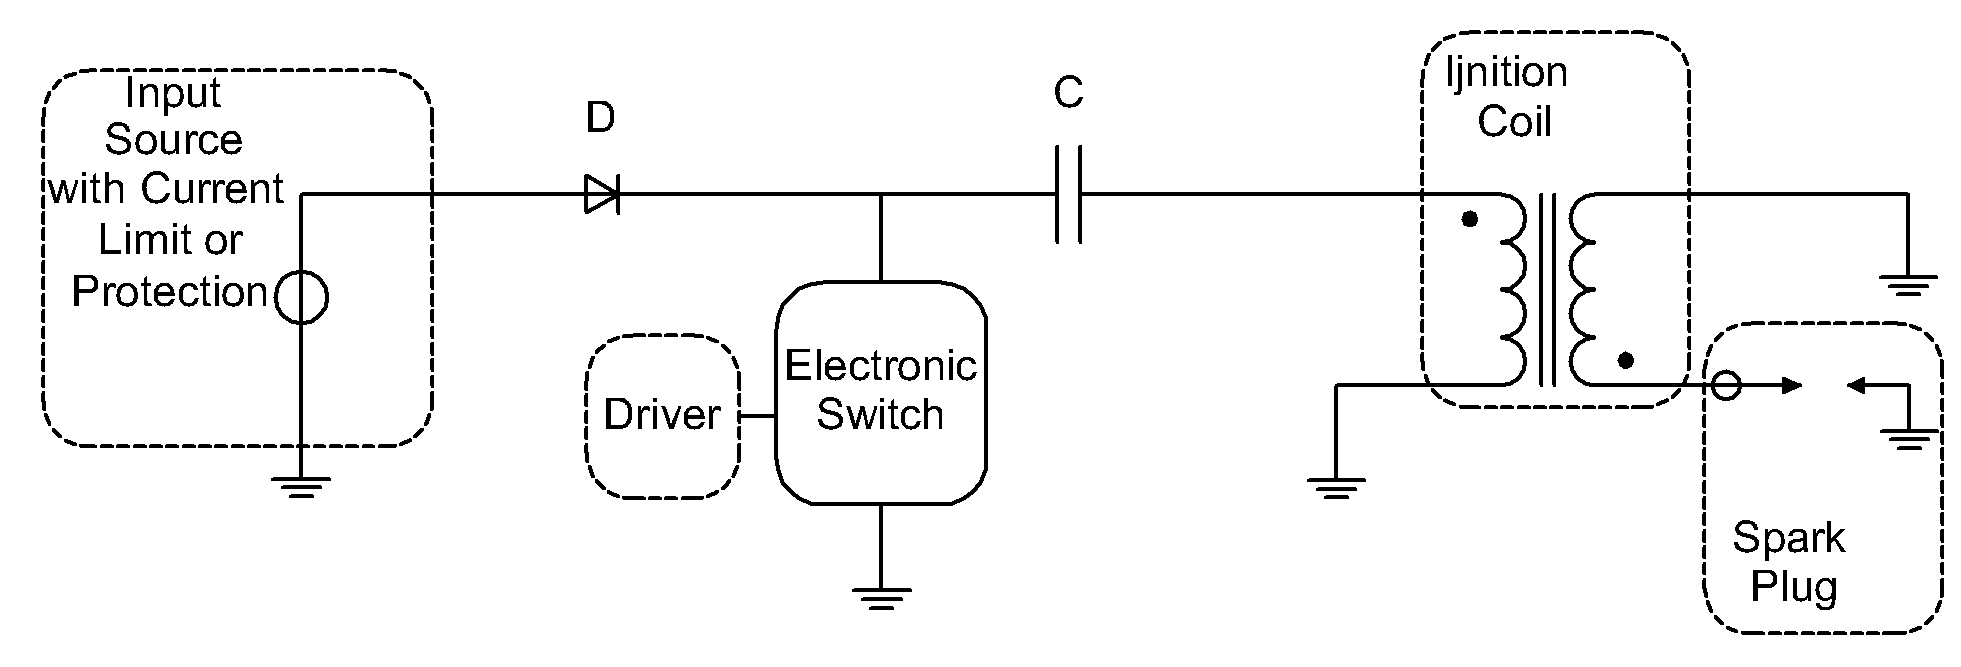 Input
Source
with Current
Limit or
Protection
D
C
Ijnition
Coil
Driver
Electronic
Switch
Spark
Plug